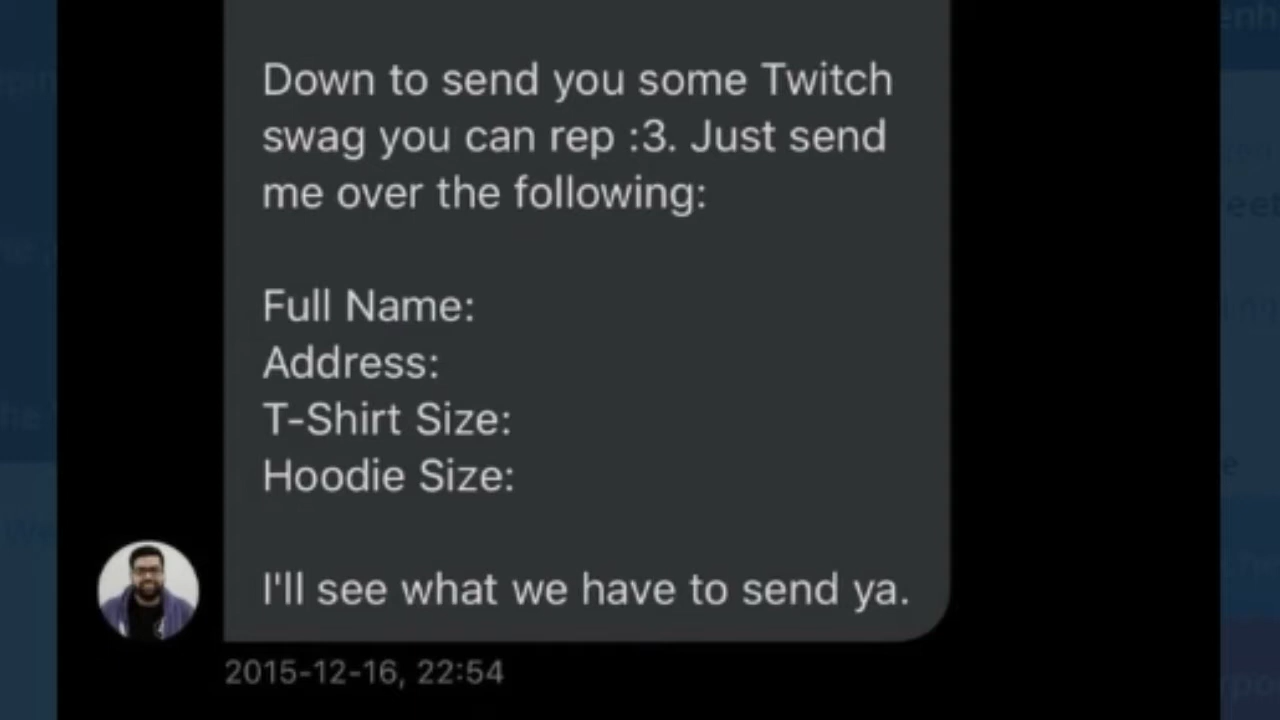 Down to send you some Twitch
swag you can rep :3. Just send
me over the following:
Full Name:
Address:
T-Shirt Size:
Hoodie Size:
I'll see what we have to send ya.
2015-12-16, 22:54